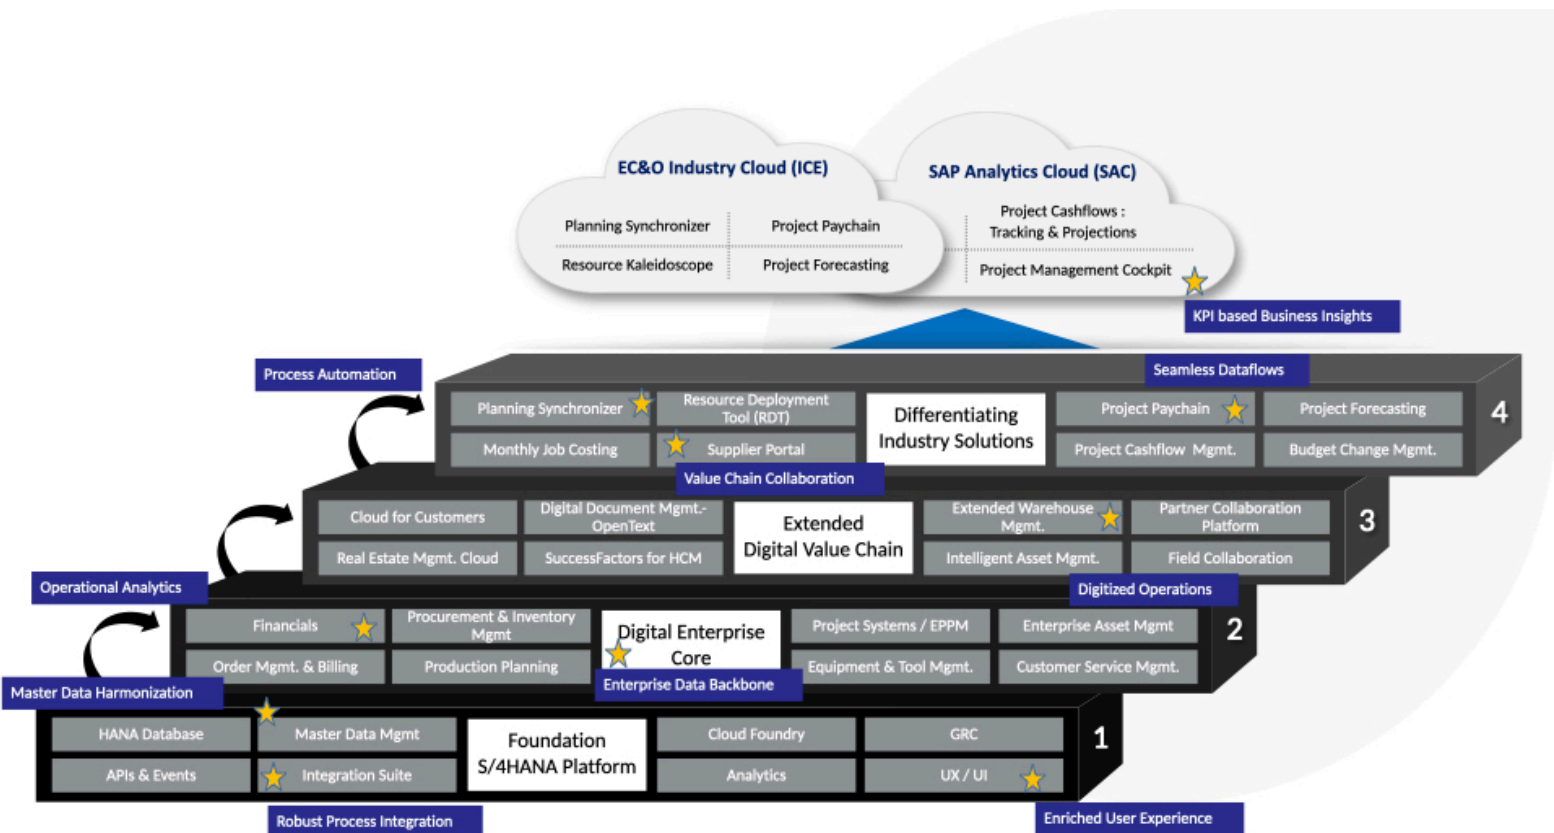 EC&O Industry Cloud (ICE)
Planning Synchronizer
Project Paychain
Resource Kaleidoscope
Project Forecasting
SAP Analytics Cloud (SAC)
Project Cashflows :
Tracking & Projections
Project Management Cockpit
KPI based Business Insights
Process Automation
Seamless Dataflows
Planning Synchronizer
Resource Deployment
Tool (RDT)
Monthly Job Costing
Supplier Portal
Differentiating
Industry Solutions
Project Paychain
Project Forecasting
Project Cashflow Mgmt.
Budget Change Mgmt.
4
Value Chain Collaboration
Cloud for Customers
Digital Document Mgmt.-
OpenText
Real Estate Mgmt. Cloud
SuccessFactors for HCM
Extended
Digital Value Chain
Extended Warehouse
Mgmt.
Partner Collaboration
Platform
Intelligent Asset Mgmt.
Field Collaboration
3
Operational Analytics
Digitized Operations
Financials
Procurement & Inventory
Mgmt
Order Mgmt. & Billing
Production Planning
Digital Enterprise
Core
Project Systems / EPPM
Enterprise Asset Mgmt
Equipment & Tool Mgmt.
Customer Service Mgmt.
2
Enterprise Data Backbone
Master Data Harmonization
HANA Database
Master Data Mgmt
APIs & Events
Integration Suite
Foundation
S/4HANA Platform
Cloud Foundry
GRC
Analytics
UX / UI
1
Robust Process Integration
Enriched User Experience